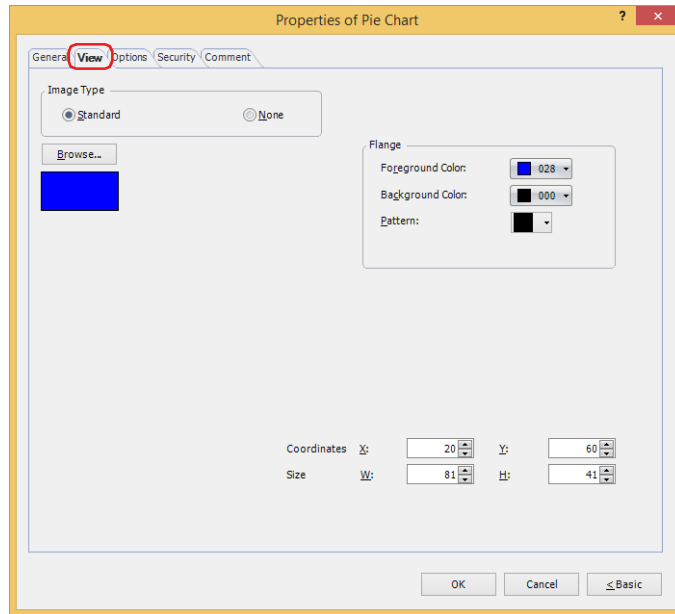 Properties of Pie Chart ? ×
General View Options Security Comment
Image Type
Standard None
Browse...
Flange
Foreground Color: 028
Background Color: 000
Pattern:
Coordinates X: 20 Y: 60
Size W: 81 H: 41
OK Cancel < Basic